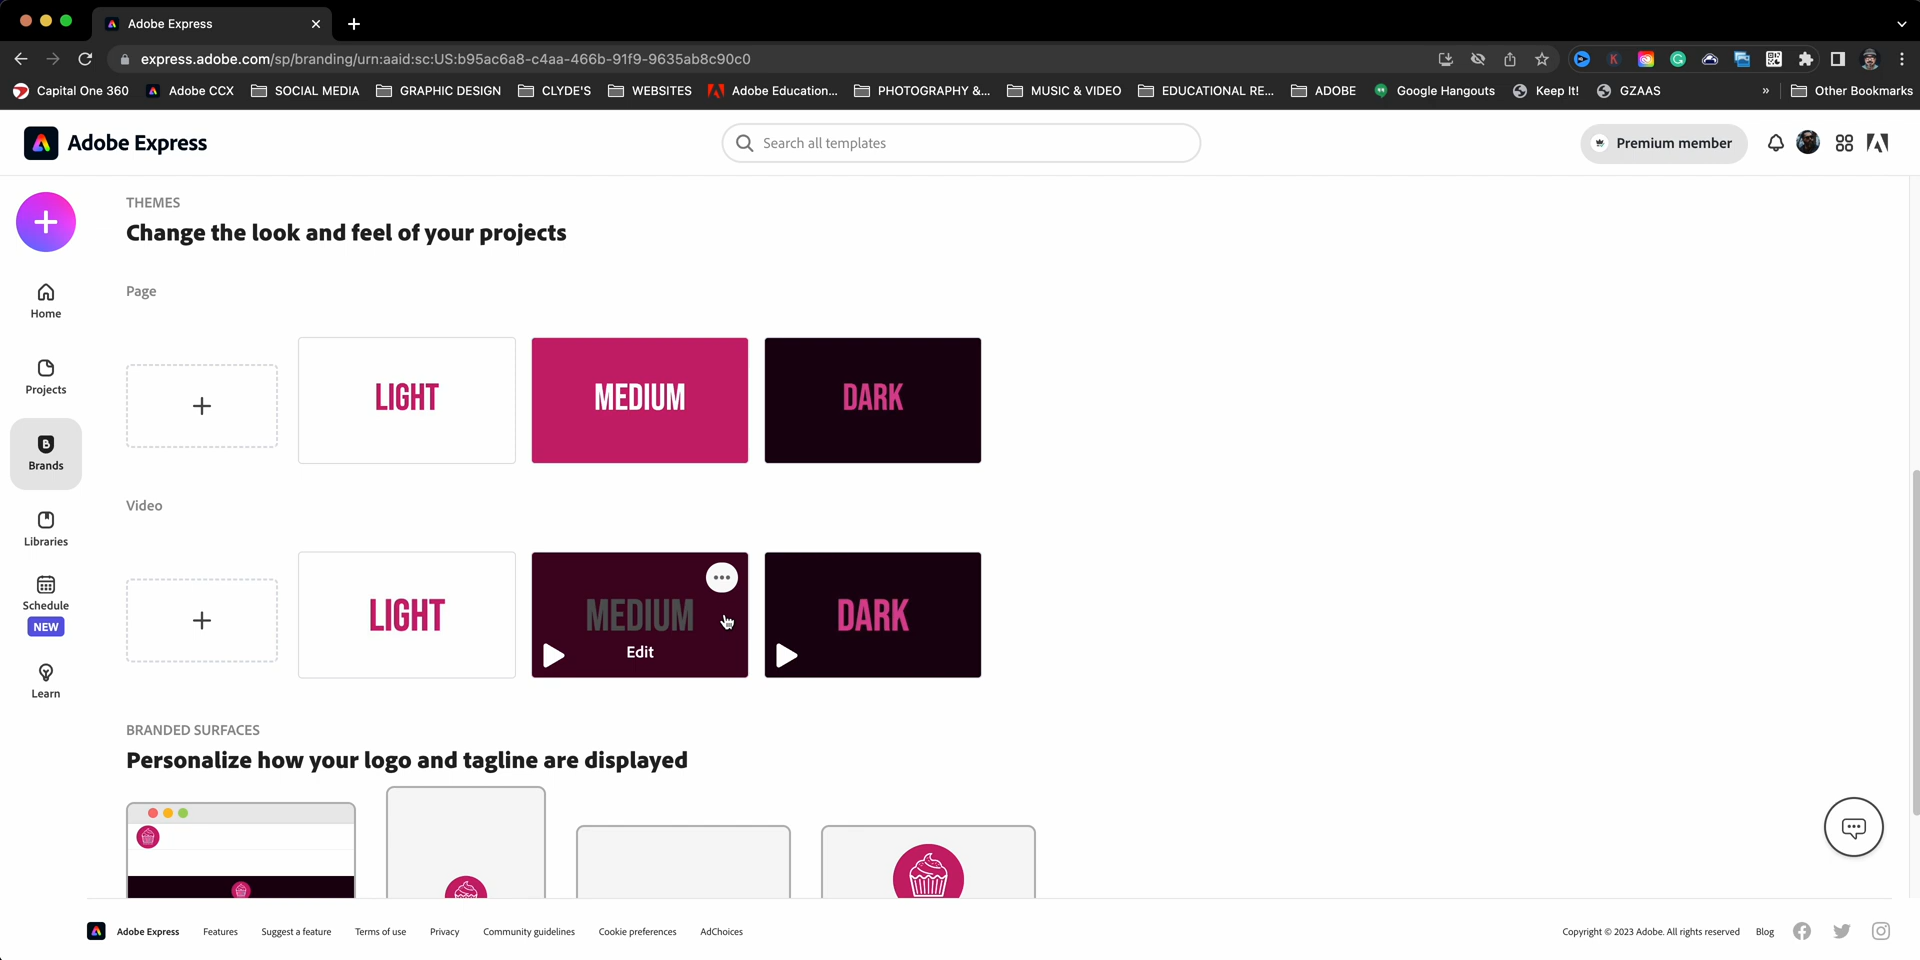 Adobe Express
express.adobe.com/sp/branding/urn:aaid:sc:US:b95ac6a8-c4aa-466b-91f9-9635ab8c90c0
K
Capital One 360 Adobe CCX SOCIAL MEDIA GRAPHIC DESIGN CLYDE'S WEBSITES Adobe Education... PHOTOGRAPHY &... MUSIC & VIDEO EDUCATIONAL RE... ADOBE Google Hangouts Keep It! GZAAS » Other Bookmarks
Adobe Express
Search all templates
Premium member
THEMES
Change the look and feel of your projects
Home
Page
Projects
LIGHT
MEDIUM
DARK
B
Brands
Video
Libraries
Schedule
NEW
LIGHT
MEDIUM
Edit
DARK
Learn
BRANDED SURFACES
Personalize how your logo and tagline are displayed
Adobe Express Features Suggest a feature Terms of use Privacy Community guidelines Cookie preferences AdChoices
Copyright © 2023 Adobe. All rights reserved Blog